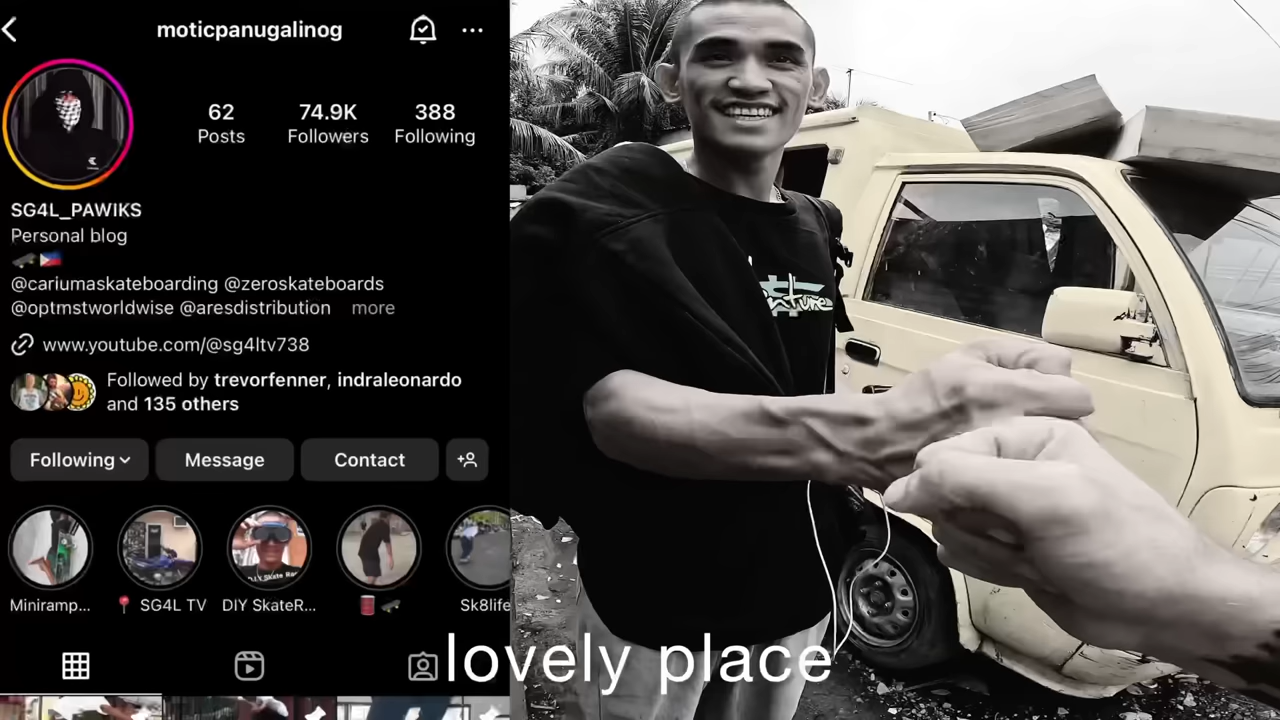 moticpanugalinog
62
Posts
74.9K
Followers
388
Following
SG4L_PAWIKS
Personal blog
🛹🇵🇭
@cariumaskateboarding @zeroskateboards
@optmstworldwise @aresdistribution more
www.youtube.com/@sg4ltv738
Followed by trevorfenner, indraleonardo
and 135 others
Following
Message
Contact
Miniramp...
📍 SG4L TV
DIY SkateR...
🛢️🛹
Sk8life
lovely place